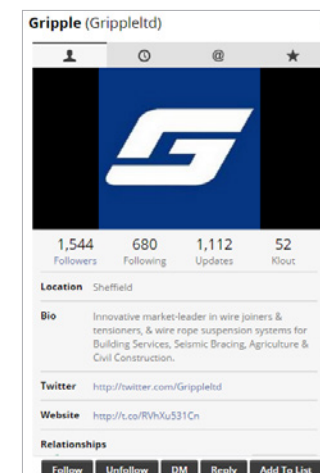 Gripple (Grippleltd)
@
G
1,544 680 1,112 52
Followers Following Updates Klout
Location Sheffield
Bio Innovative market-leader in wire joiners &
tensioners, & wire rope suspension systems for
Building Services, Seismic Bracing, Agriculture &
Civil Construction.
Twitter http://twitter.com/Grippleltd
Website http://t.co/RVhXu531Cn
Relationships
Follow Unfollow DM Reply Add To List